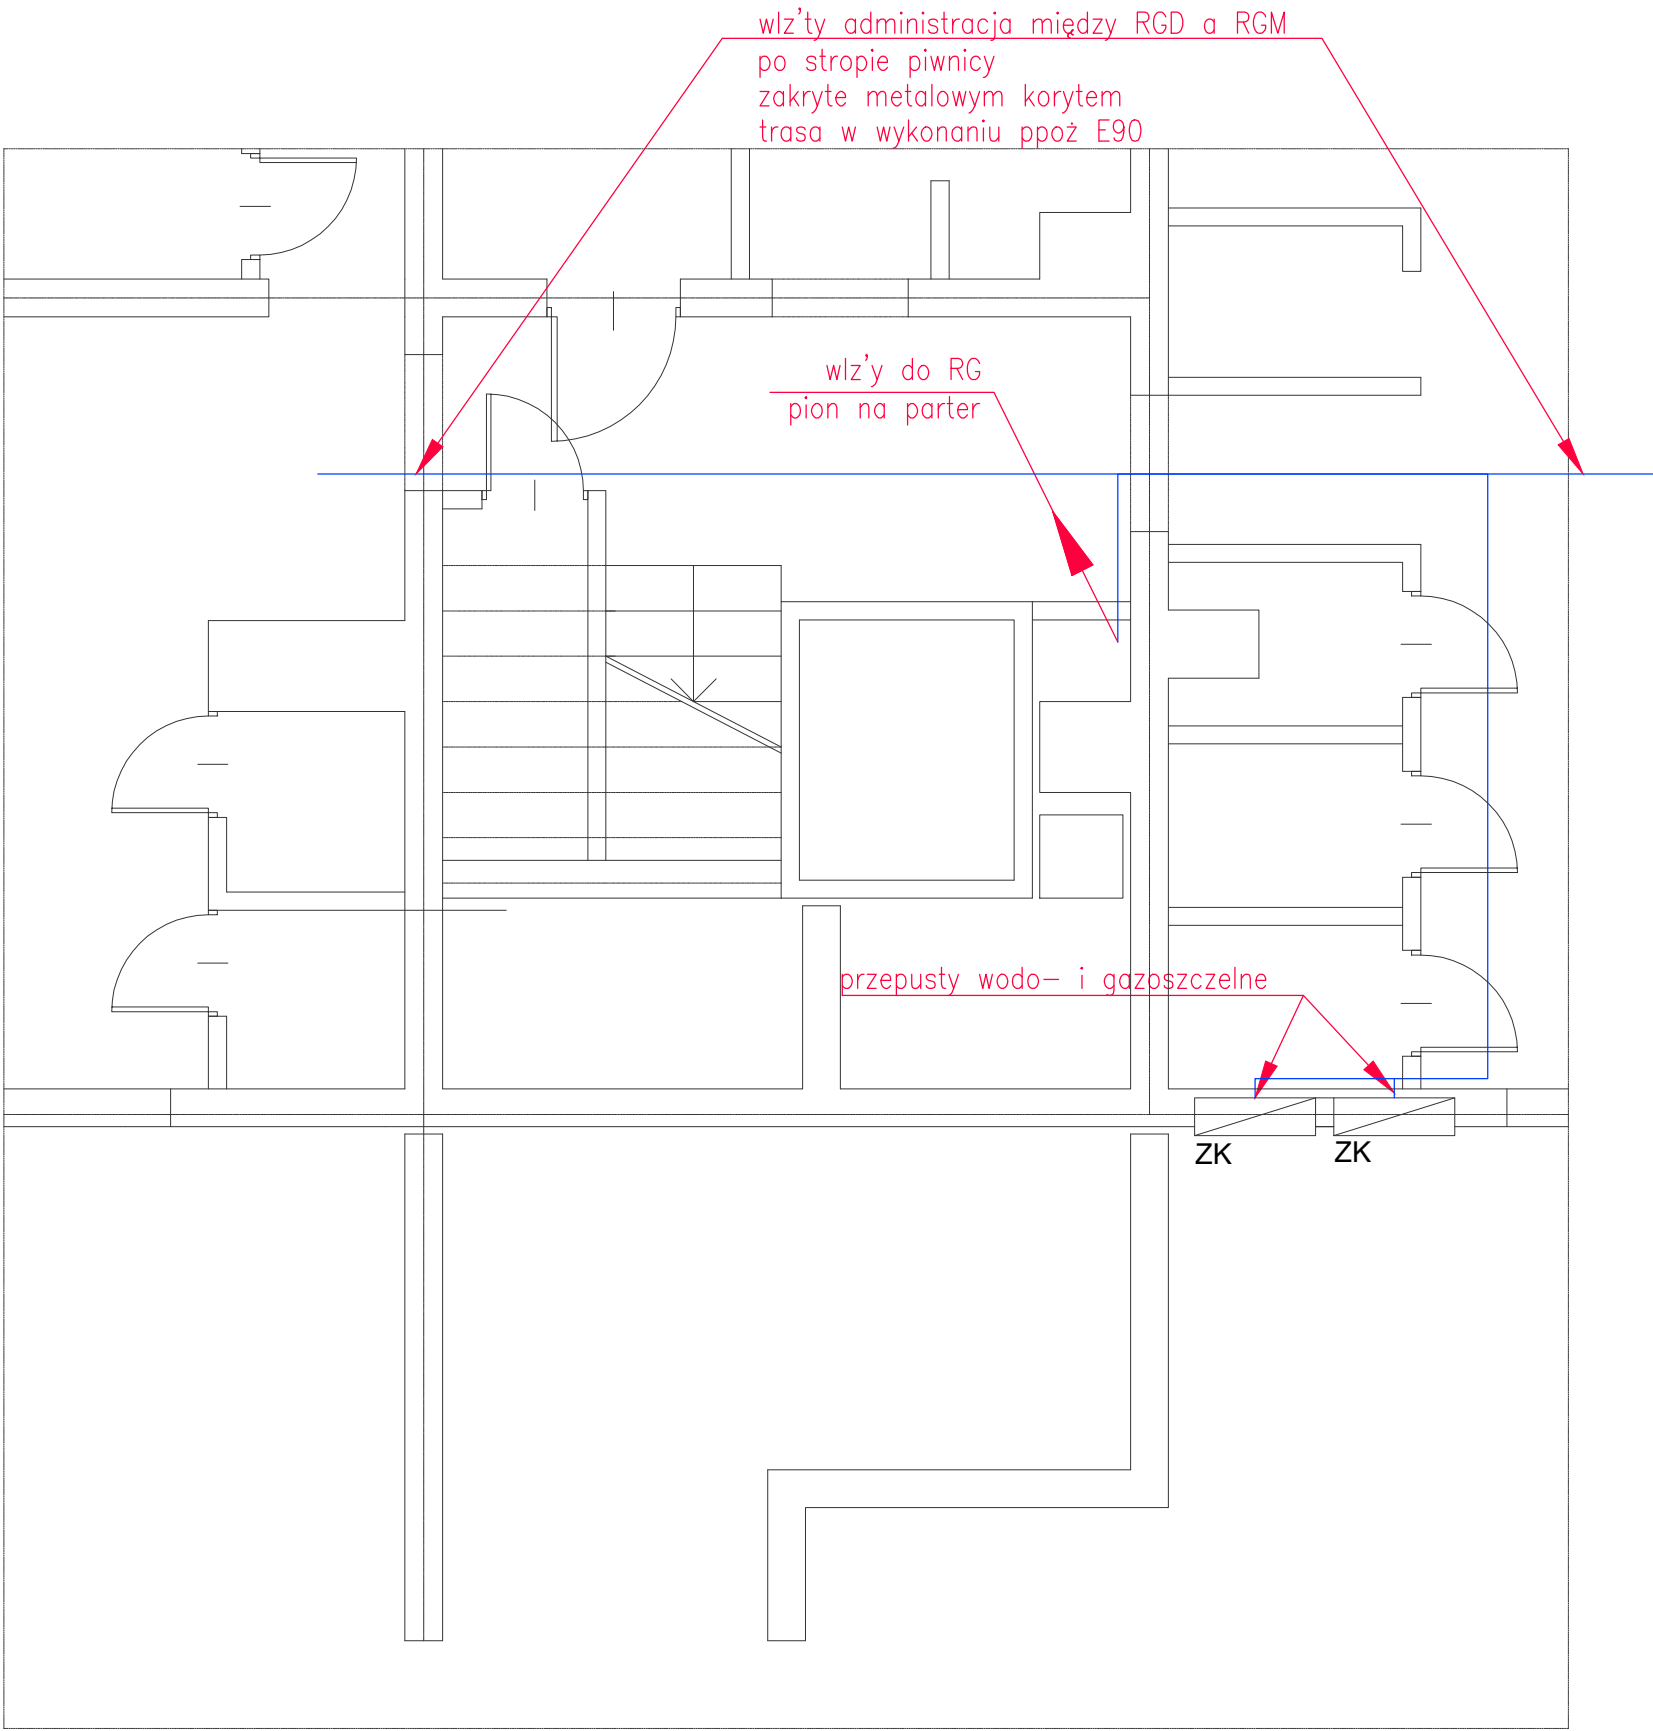 wlz'ty administracja między RGD a RGM
po stropie piwnicy
zakryte metalowym korytem
trasa w wykonaniu ppoż E90
wlz'y do RG
pion na parter
przepusty wodo- i gazoszczelne
ZK
ZK